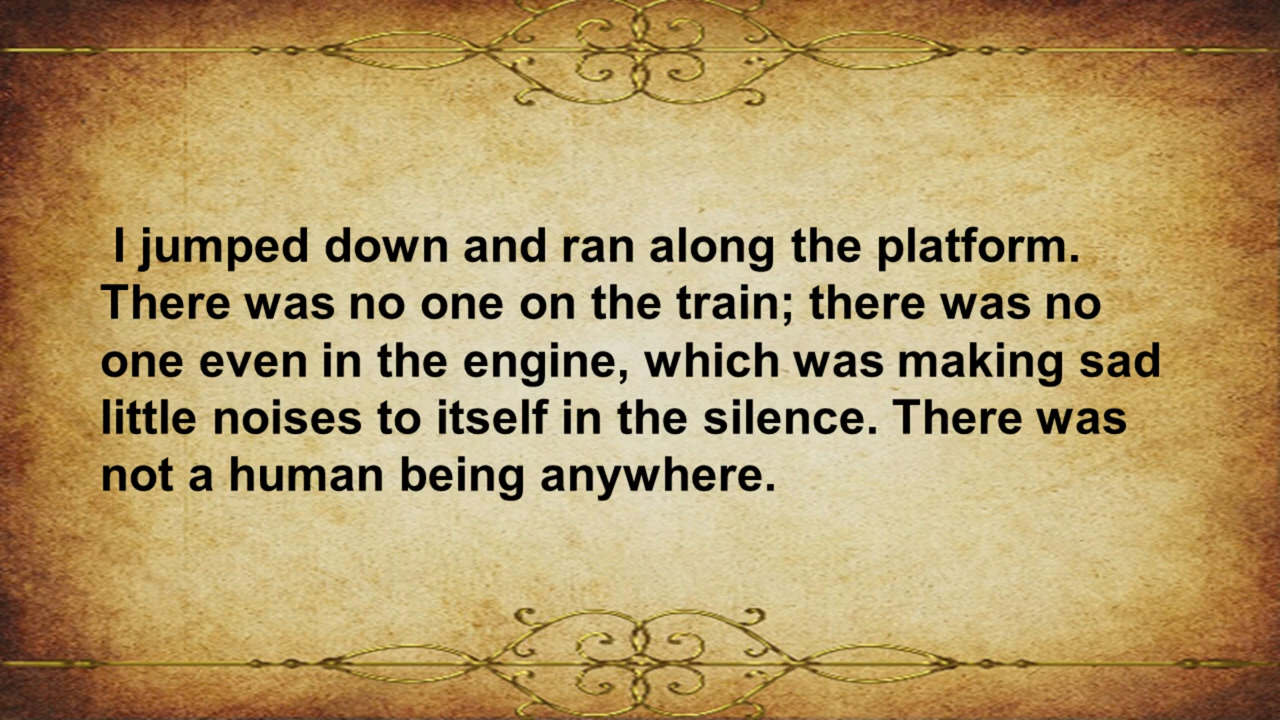 I jumped down and ran along the platform.
There was no one on the train; there was no
one even in the engine, which was making sad
little noises to itself in the silence. There was
not a human being anywhere.